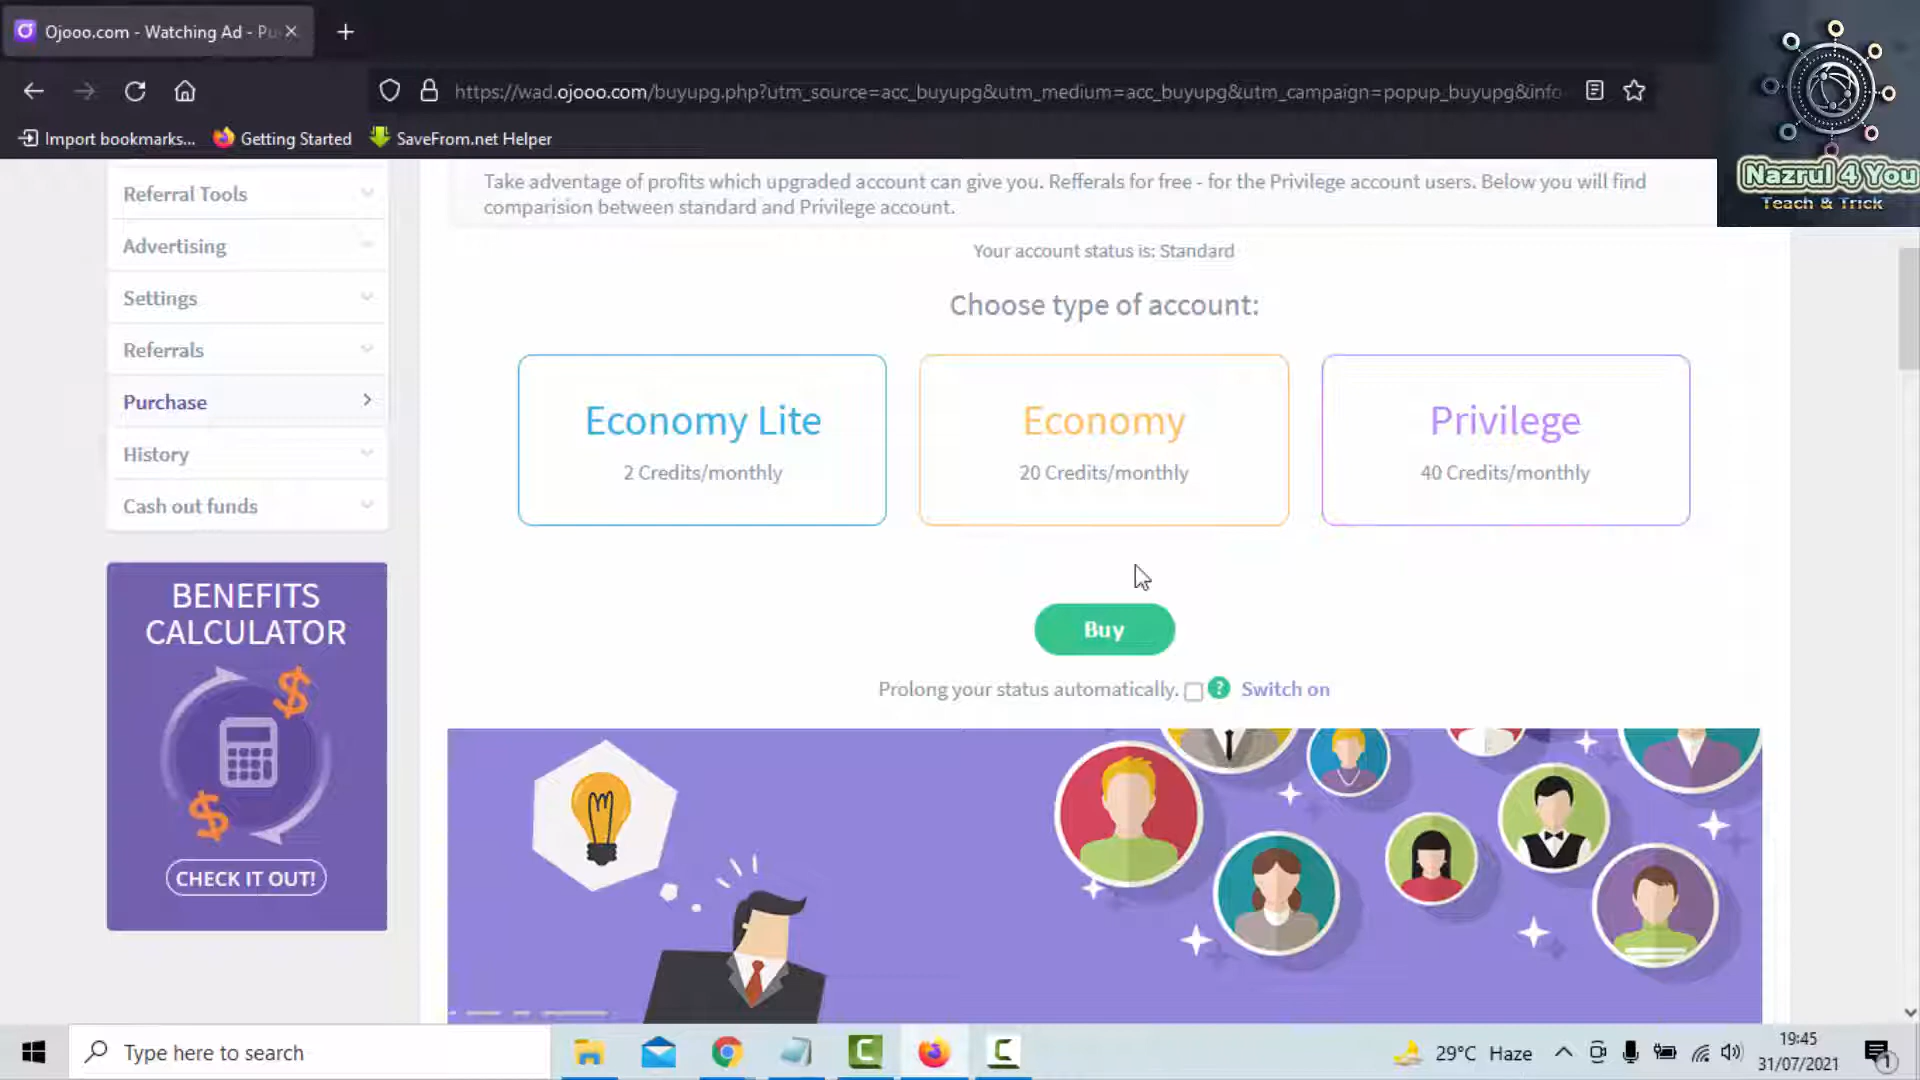 Ojooo.com - Watching Ad - Pu
https://wad.ojooo.com/buyupg.php?utm_source=acc_buyupg&utm_medium=acc_buyupg&utm_campaign=popup_buyupg&info
Import bookmarks...
Getting Started
SaveFrom.net Helper
Nazrul 4 You
Teach & Trick
Referral Tools
Advertising
Settings
Referrals
Purchase
History
Cash out funds
BENEFITS
CALCULATOR
$
$
CHECK IT OUT!
Take advantage of profits which upgraded account can give you. Refferals for free - for the Privilege account users. Below you will find
comparision between standard and Privilege account.
Your account status is: Standard
Choose type of account:
Economy Lite
2 Credits/monthly
Economy
20 Credits/monthly
Privilege
40 Credits/monthly
Buy
Prolong your status automatically. ? Switch on
Type here to search
29°C Haze
19:45
31/07/2021
1